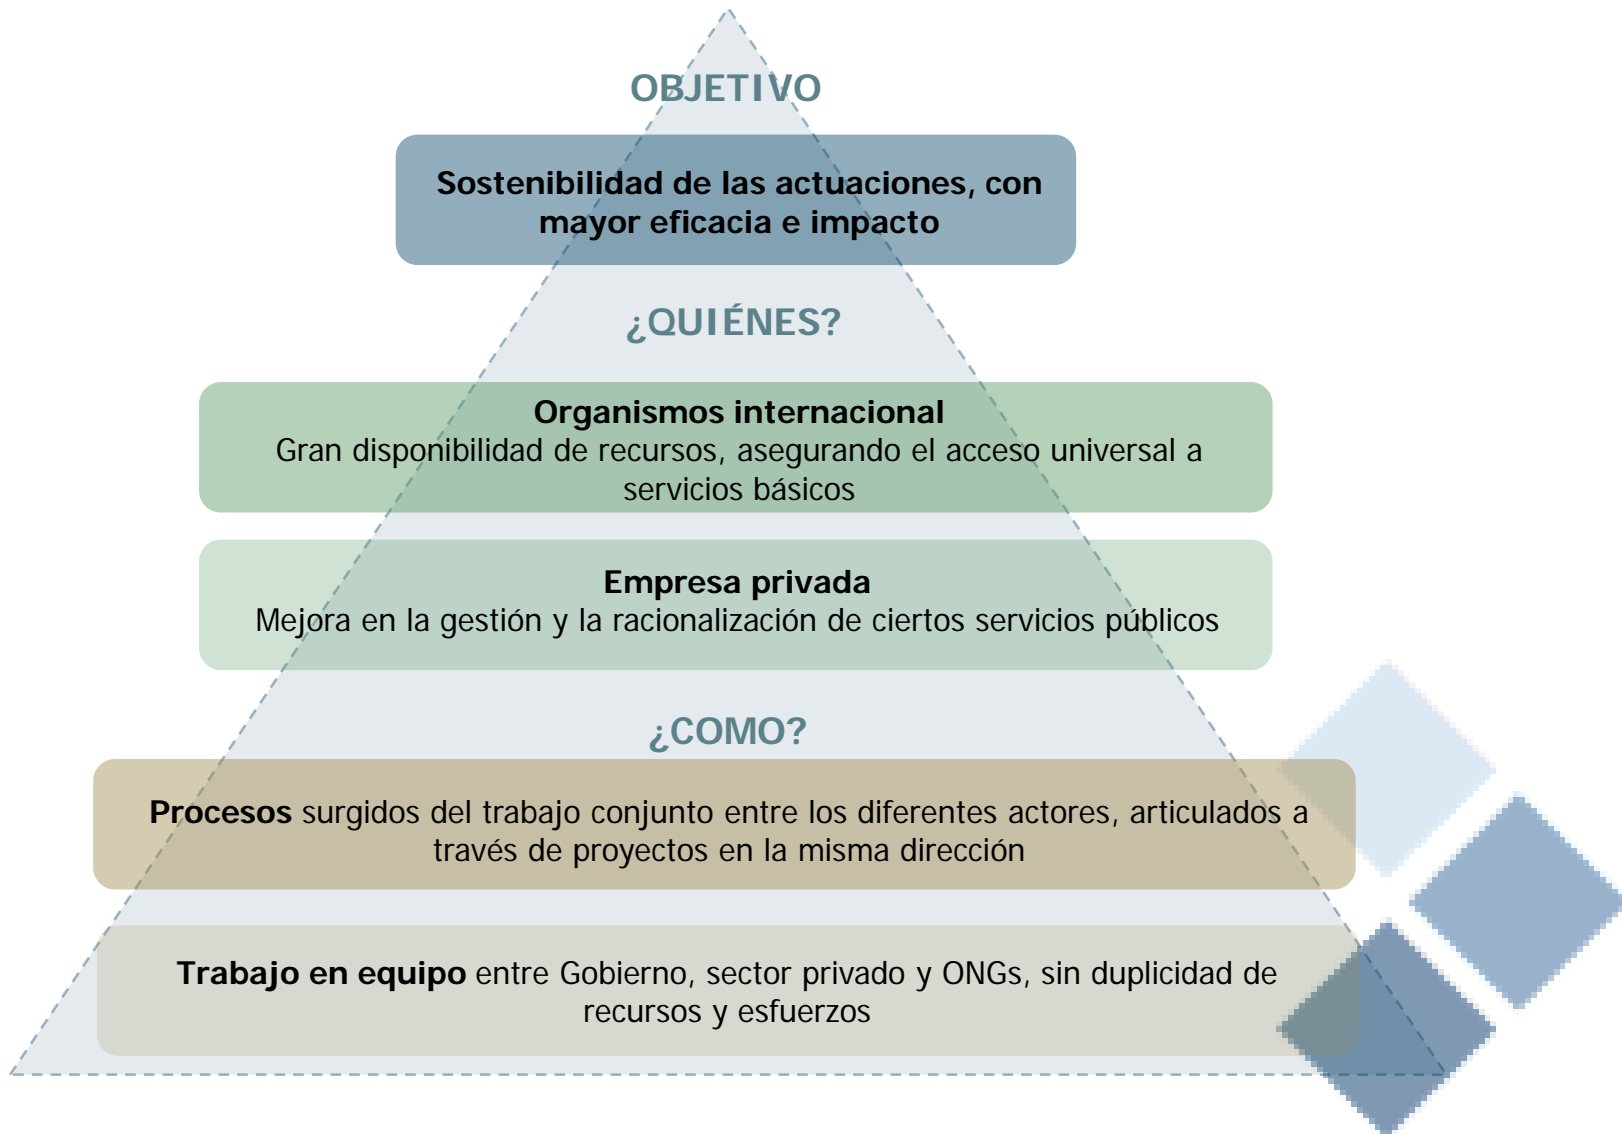 OBJETIVO
Sostenibilidad de las actuaciones, con
mayor eficacia e impacto
¿QUIÉNES?
Organismos internacional
Gran disponibilidad de recursos, asegurando el acceso universal a
servicios básicos
Empresa privada
Mejora en la gestión y la racionalización de ciertos servicios públicos
¿COMO?
Procesos surgidos del trabajo conjunto entre los diferentes actores, articulados a
través de proyectos en la misma dirección
Trabajo en equipo entre Gobierno, sector privado y ONGs, sin duplicidad de
recursos y esfuerzos